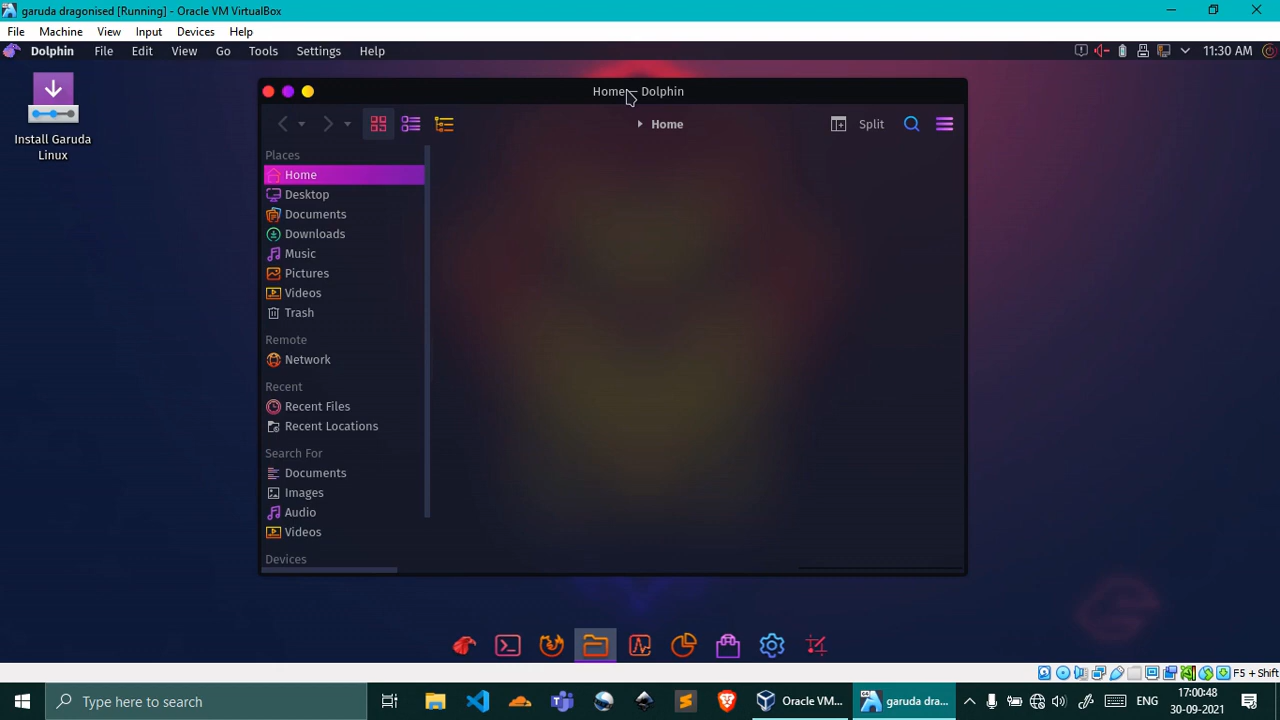 garuda dragonised [Running] - Oracle VM VirtualBox
File Machine View Input Devices Help
Dolphin File Edit View Go Tools Settings Help 11:30 AM
Install Garuda
Linux
Home — Dolphin
Home Split
Places
Home
Desktop
Documents
Downloads
Music
Pictures
Videos
Trash
Remote
Network
Recent
Recent Files
Recent Locations
Search For
Documents
Images
Audio
Videos
Devices
F5 + Shift
Type here to search
Oracle VM...
garuda dra...
ENG
17:00:48
30-09-2021